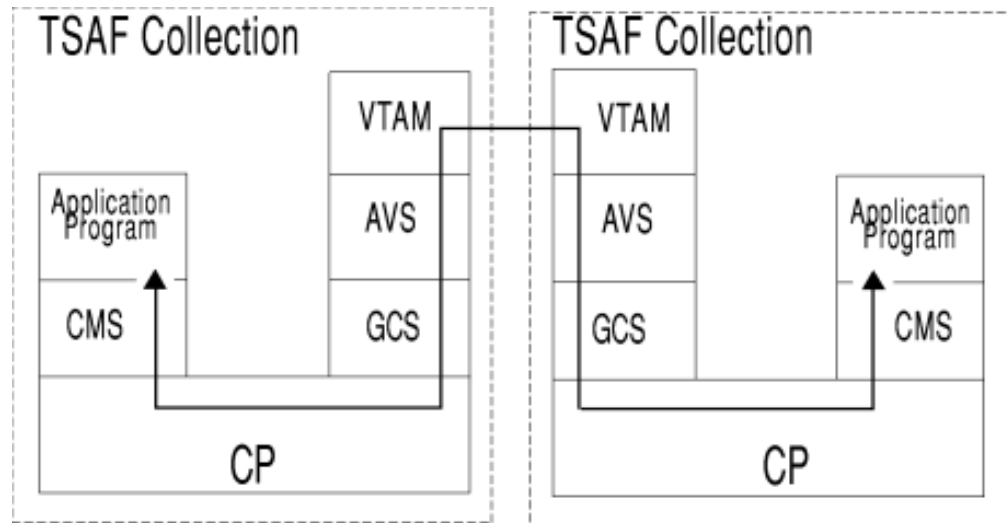 TSAF Collection
VTAM
Application
Program
AVS
CMS
GCS
CP
TSAF Collection
VTAM
AVS
Application
Program
GCS
CMS
CP